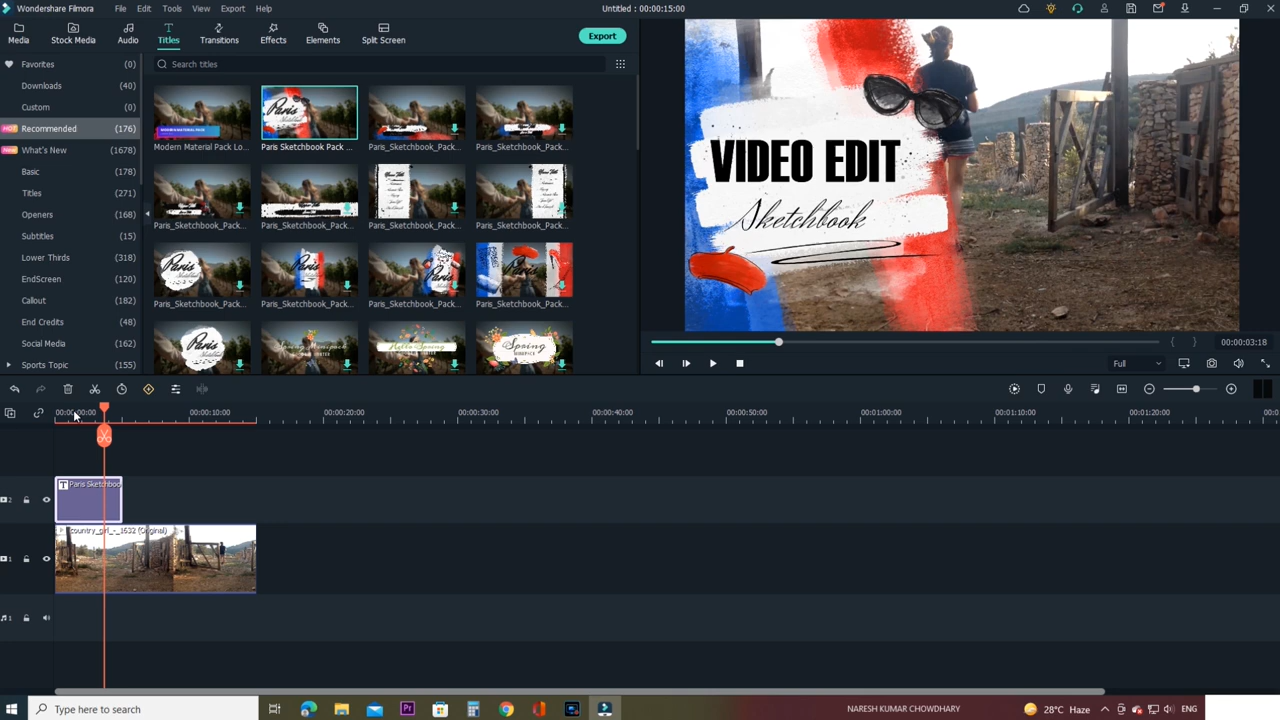 Wondershare Filmora
File
Edit
Tools
View
Export
Help
Untitled : 00:00:15:00
Media
Stock Media
Audio
Titles
Transitions
Effects
Elements
Split Screen
Export
Favorites (0)
Downloads (40)
Custom (0)
Recommended (176)
What's New (1678)
Basic (178)
Titles (271)
Openers (168)
Subtitles (15)
Lower Thirds (318)
EndScreen (130)
Callout (182)
End Credits (48)
Social Media (162)
Sports Topic (155)
Search titles
Modern Material Pack Lo...
Paris Sketchbook Pack ...
Paris_Sketchbook_Pack_...
Paris_Sketchbook_Pack_...
Paris_Sketchbook_Pack...
Paris_Sketchbook_Pack...
Paris_Sketchbook_Pack...
Paris_Sketchbook_Pack...
Paris_Sketchbook_Pack...
Paris_Sketchbook_Pack...
Paris_Sketchbook_Pack...
Paris_Sketchbook_Pack...
VIDEO EDIT
Sketchbook
00:00:03:18
Full
00:00:00:00
00:00:10:00
00:00:20:00
00:00:30:00
00:00:40:00
00:00:50:00
00:01:00:00
00:01:10:00
00:01:20:00
Paris Sketchboo
country_girl_-_1632 (Original)
Type here to search
NARESH KUMAR CHOWDHARY
28°C Haze
ENG